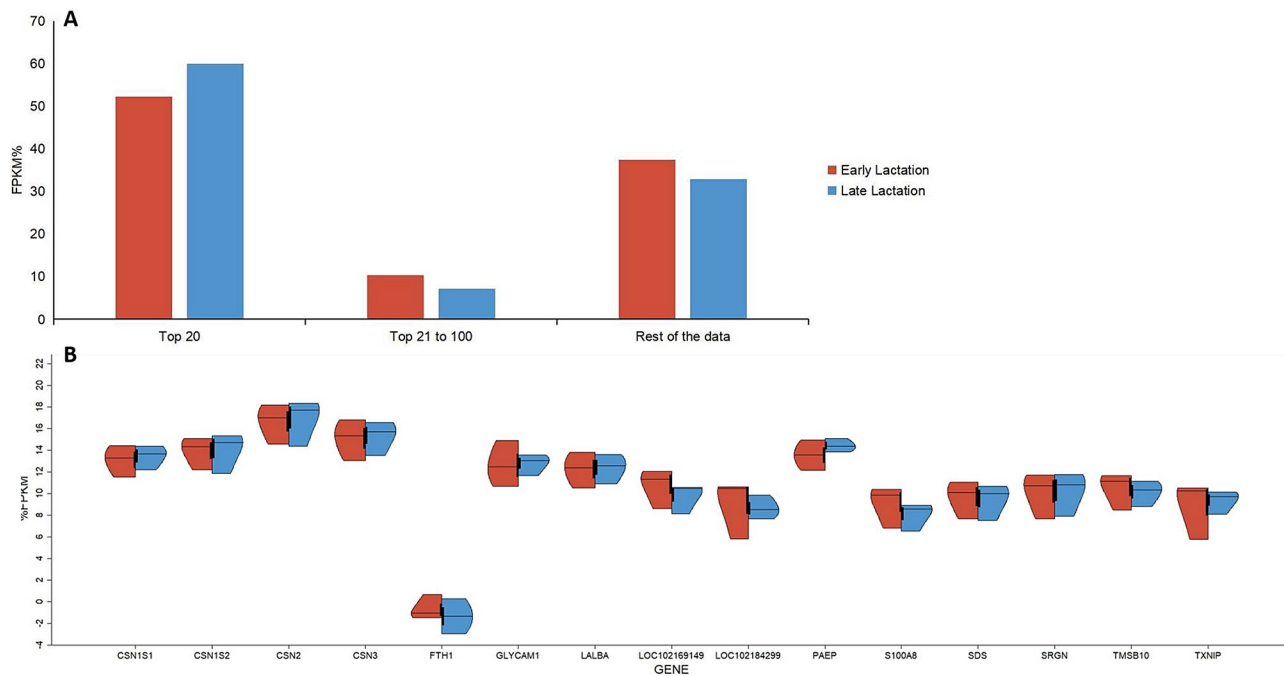 A
70
60
50
40
30
20
10
0
FPKM%
Top 20
Top 21 to 100
Rest of the data
Early Lactation
Late Lactation
B
22
20
18
16
14
12
10
8
6
4
2
0
-2
-4
%FPKM
CSN1S1
CSN1S2
CSN2
CSN3
FTH1
GLYCAM1
LALBA
LOC102169149
LOC102184299
PAEP
S100A8
SDS
SRGN
TMSB10
TXNIP
GENE